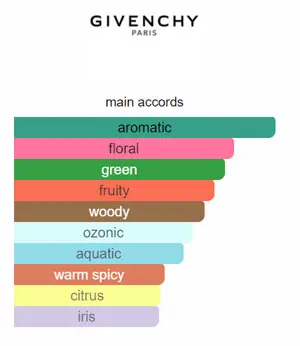 GIVENCHY
PARIS
main accords
aromatic
floral
green
fruity
woody
ozonic
aquatic
warm spicy
citrus
iris